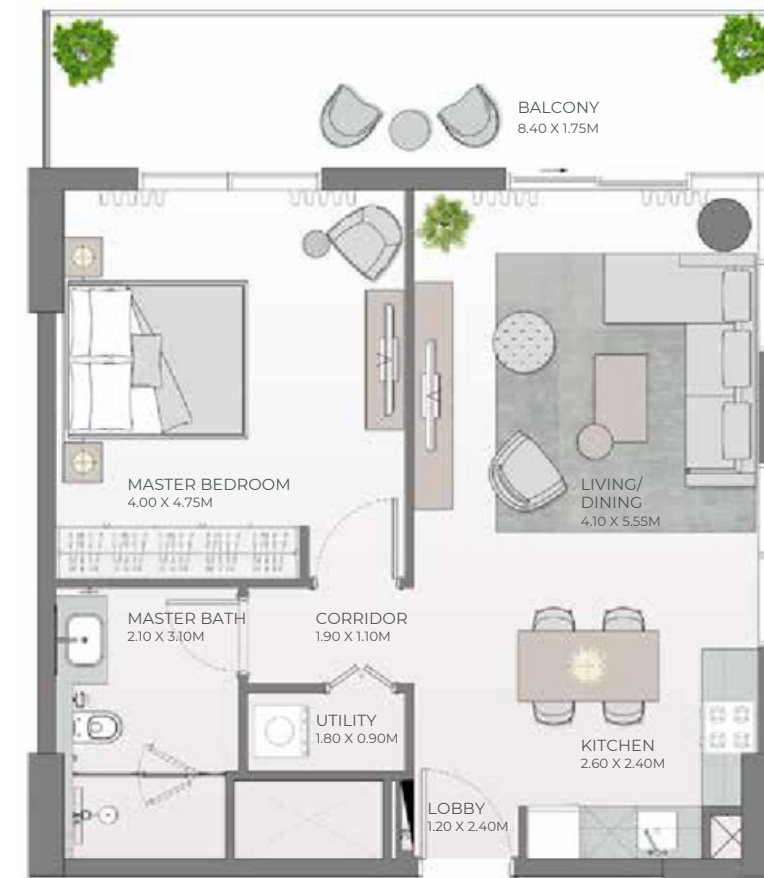 BALCONY
8.40 X 1.75M
MASTER BEDROOM
4.00 X 4.75M
LIVING/
DINING
4.10 X 5.55M
MASTER BATH
2.10 X 3.10M
CORRIDOR
1.90 X 1.10M
UTILITY
1.80 X 0.90M
KITCHEN
2.60 X 2.40M
LOBBY
1.20 X 2.40M